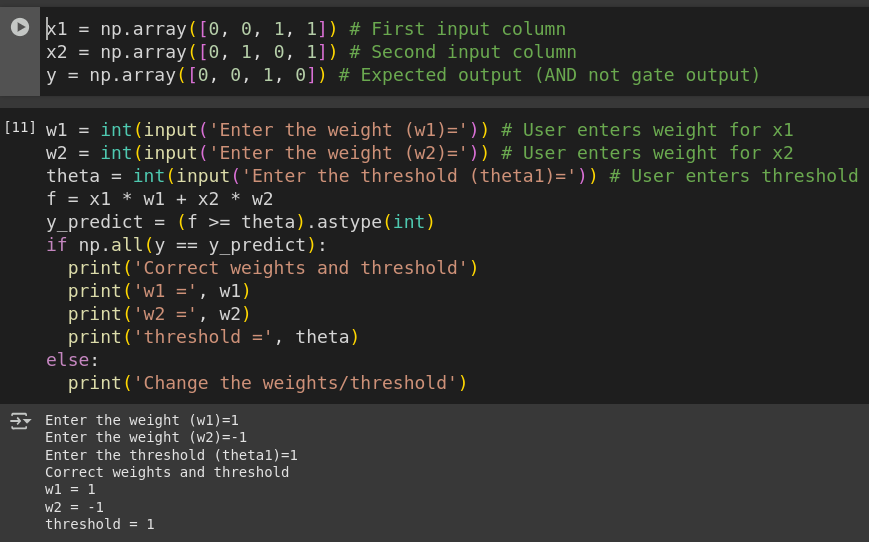 x1 = np.array([0, 0, 1, 1]) # First input column
x2 = np.array([0, 1, 0, 1]) # Second input column
y = np.array([0, 0, 1, 0]) # Expected output (AND not gate output)
[11] w1 = int(input('Enter the weight (w1)=')) # User enters weight for x1
w2 = int(input('Enter the weight (w2)=')) # User enters weight for x2
theta = int(input('Enter the threshold (theta1)=')) # User enters threshold
f = x1 * w1 + x2 * w2
y_predict = (f >= theta).astype(int)
if np.all(y == y_predict):
  print('Correct weights and threshold')
  print('w1 =', w1)
  print('w2 =', w2)
  print('threshold =', theta)
else:
  print('Change the weights/threshold')
Enter the weight (w1)=1
Enter the weight (w2)=-1
Enter the threshold (theta1)=1
Correct weights and threshold
w1 = 1
w2 = -1
threshold = 1